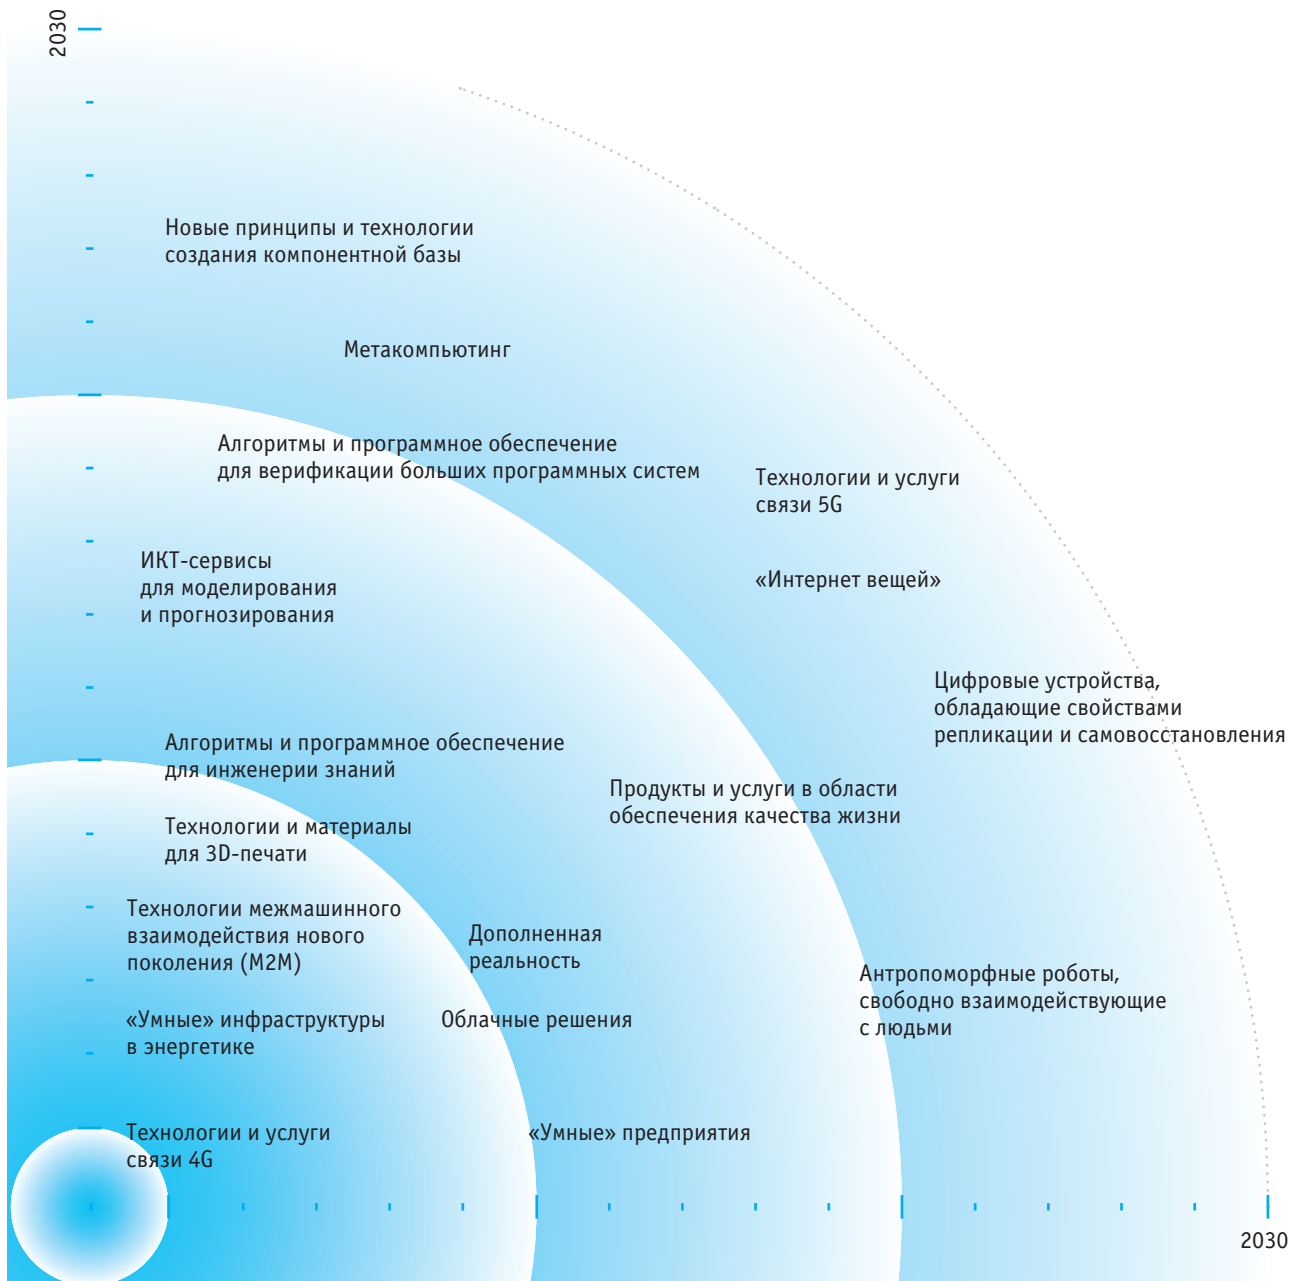 2030
Новые принципы и технологии
создания компонентной базы
Метакомпьютинг
Алгоритмы и программное обеспечение
для верификации больших программных систем
Технологии и услуги
связи 5G
ИКТ-сервисы
для моделирования
и прогнозирования
«Интернет вещей»
Цифровые устройства,
обладающие свойствами
репликации и самовосстановления
Алгоритмы и программное обеспечение
для инженерии знаний
Продукты и услуги в области
обеспечения качества жизни
Технологии и материалы
для 3D-печати
Технологии межмашинного
взаимодействия нового
поколения (M2M)
Дополненная
реальность
Антропоморфные роботы,
свободно взаимодействующие
с людьми
«Умные» инфраструктуры
в энергетике
Облачные решения
Технологии и услуги
связи 4G
«Умные» предприятия
2030